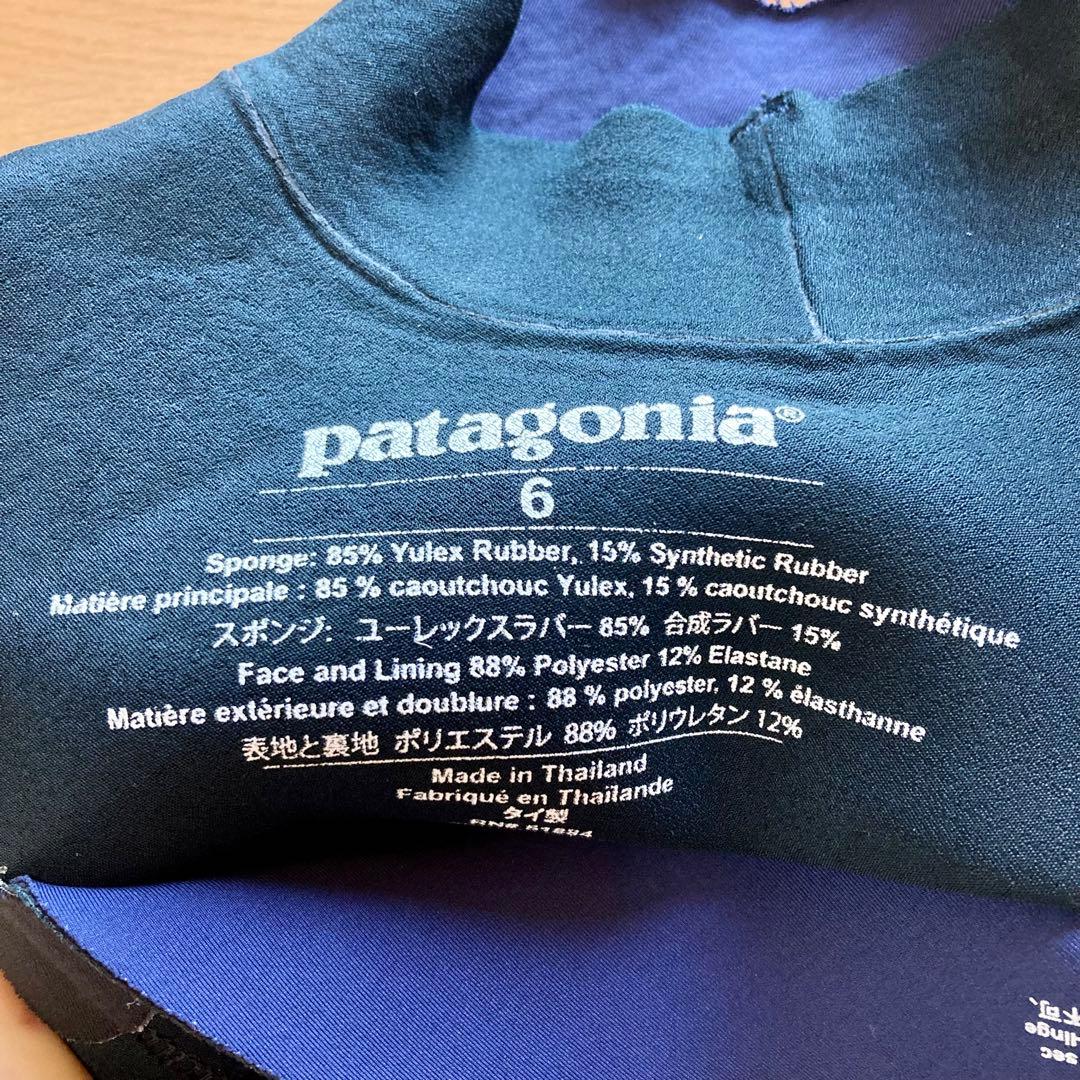 patagonia®
6
Sponge: 85% Yulex Rubber, 15% Synthetic Rubber
Matière principale : 85 % caoutchouc Yulex, 15 % caoutchouc synthétique
スポンジ: ユーレックスラバー 85% 合成ラバー 15%
Face and Lining 88% Polyester 12% Elastane
Matière extérieure et doublure : 88 % polyester, 12 % élasthanne
表地と裏地 ポリエステル 88% ポリウレタン 12%
Made in Thailand
Fabriqué en Thaïlande
タイ製
sec
不可、